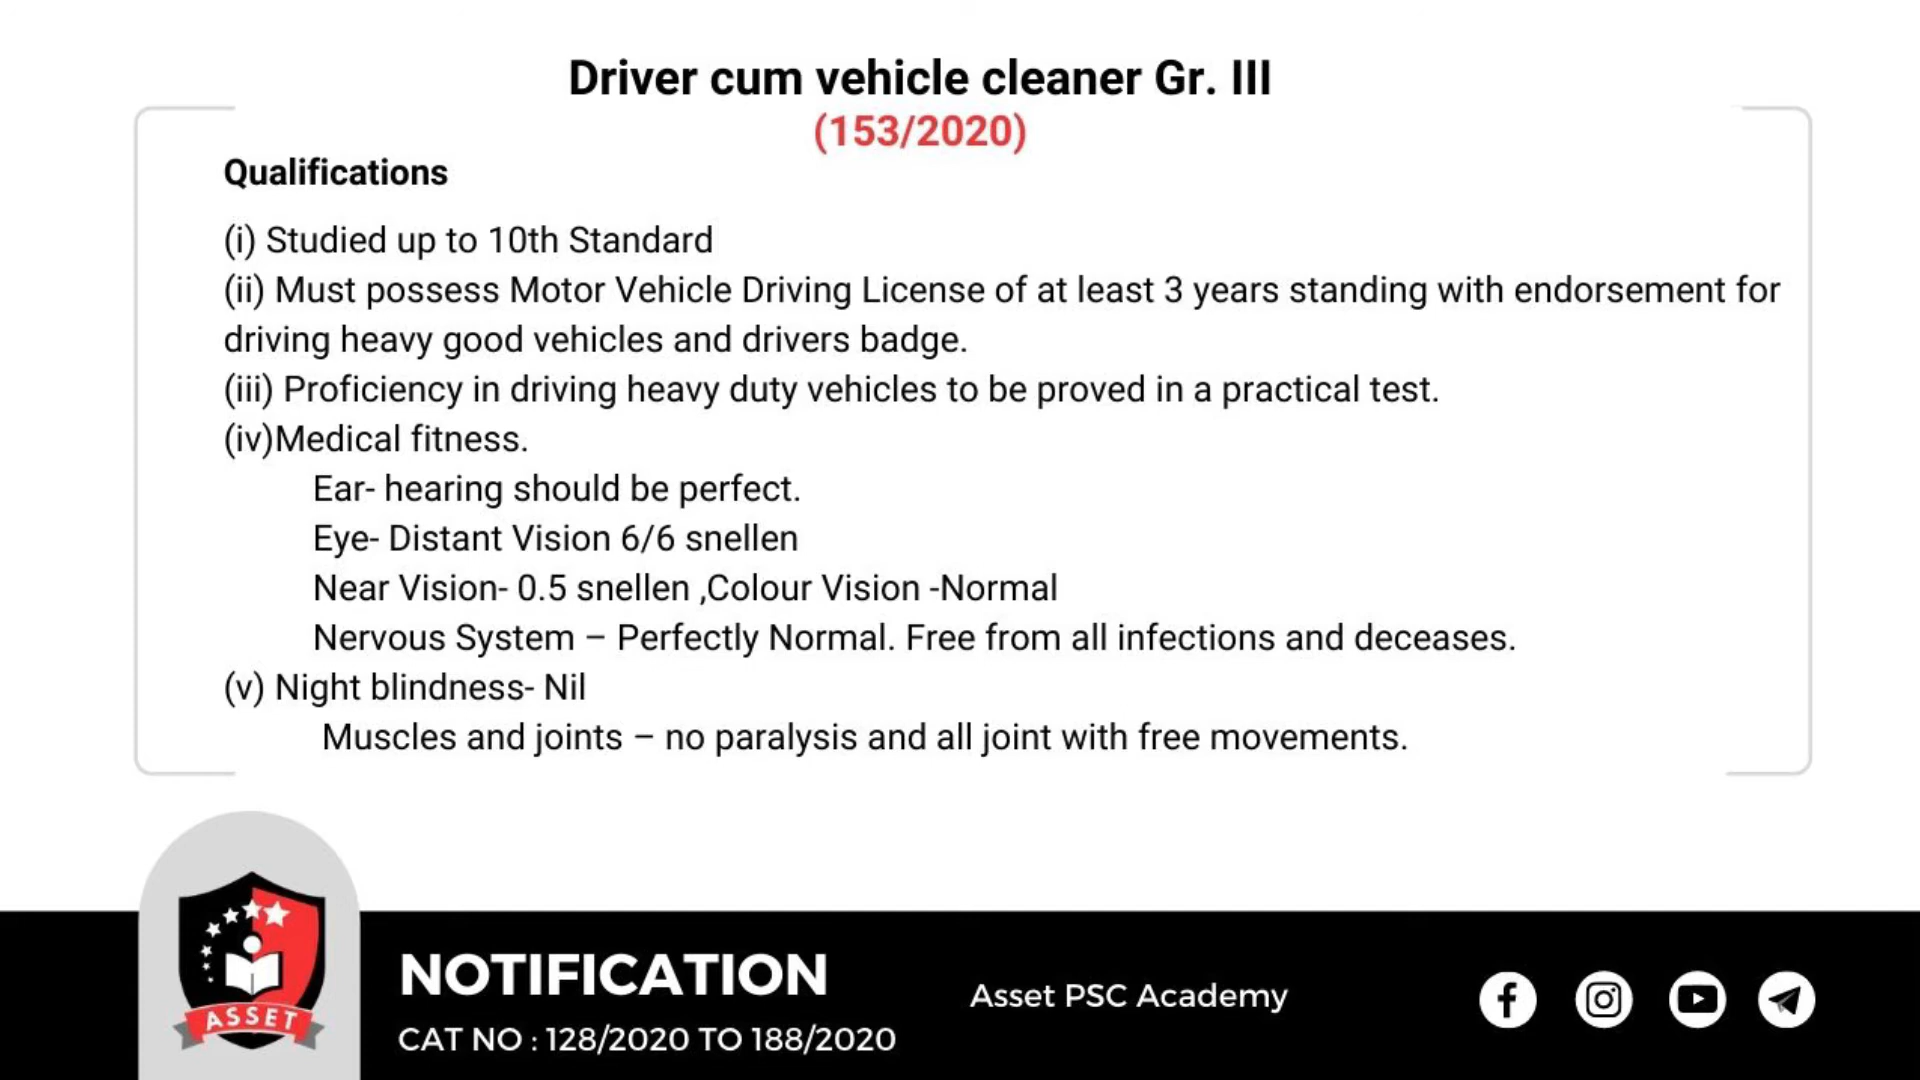 Driver cum vehicle cleaner Gr. III
(153/2020)
Qualifications
(i) Studied up to 10th Standard
(ii) Must possess Motor Vehicle Driving License of at least 3 years standing with endorsement for
driving heavy good vehicles and drivers badge.
(iii) Proficiency in driving heavy duty vehicles to be proved in a practical test.
(iv)Medical fitness.
Ear- hearing should be perfect.
Eye- Distant Vision 6/6 snellen
Near Vision- 0.5 snellen ,Colour Vision -Normal
Nervous System – Perfectly Normal. Free from all infections and deceases.
(v) Night blindness- Nil
Muscles and joints – no paralysis and all joint with free movements.
ASSET
NOTIFICATION
CAT NO : 128/2020 TO 188/2020
Asset PSC Academy